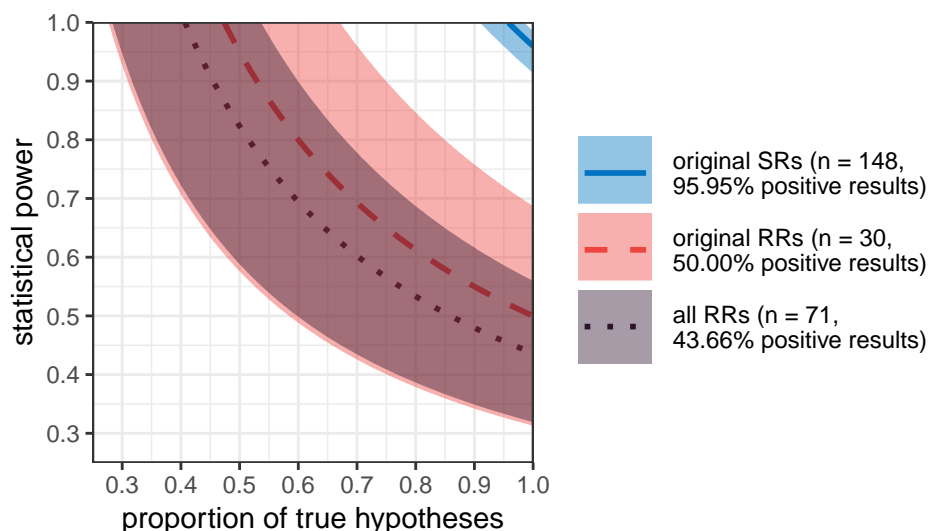 1.0
0.9
0.8
0.7
0.6
0.5
0.4
0.3
statistical power
0.3 0.4 0.5 0.6 0.7 0.8 0.9 1.0
proportion of true hypotheses
original SRs (n = 148,
95.95% positive results)
original RRs (n = 30,
50.00% positive results)
all RRs (n = 71,
43.66% positive results)